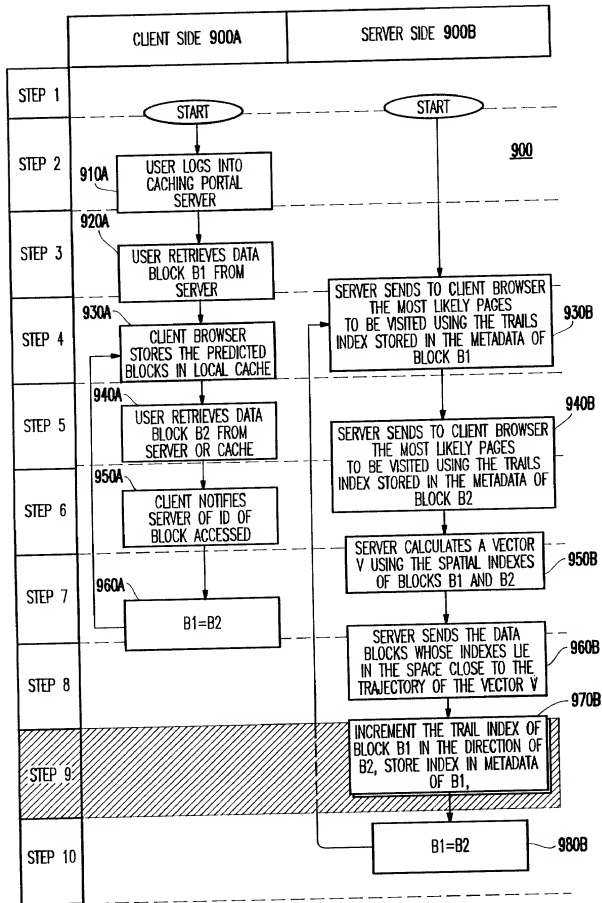 CLIENT SIDE 900A
SERVER SIDE 900B
STEP 1
START
START
STEP 2
900
910A
USER LOGS INTO
CACHING PORTAL
SERVER
920A
STEP 3
USER RETRIEVES DATA
BLOCK B1 FROM
SERVER
SERVER SENDS TO CLIENT BROWSER
THE MOST LIKELY PAGES
TO BE VISITED USING THE TRAILS
INDEX STORED IN THE METADATA OF
BLOCK B1
930B
930A
STEP 4
CLIENT BROWSER
STORES THE PREDICTED
BLOCKS IN LOCAL CACHE
940A
940B
STEP 5
USER RETRIEVES DATA
BLOCK B2 FROM
SERVER OR CACHE
SERVER SENDS TO CLIENT BROWSER
THE MOST LIKELY PAGES
TO BE VISITED USING THE TRAILS
INDEX STORED IN THE METADATA OF
BLOCK B2
950A
STEP 6
CLIENT NOTIFIES
SERVER OF ID OF
BLOCK ACCESSED
SERVER CALCULATES A VECTOR
V USING THE SPATIAL INDEXES
OF BLOCKS B1 AND B2
950B
960A
STEP 7
B1=B2
SERVER SENDS THE DATA
BLOCKS WHOSE INDEXES LIE
IN THE SPACE CLOSE TO THE
TRAJECTORY OF THE VECTOR V
960B
STEP 8
970B
INCREMENT THE TRAIL INDEX OF
BLOCK B1 IN THE DIRECTION OF
B2, STORE INDEX IN METADATA
OF B1,
STEP 9
STEP 10
B1=B2
980B